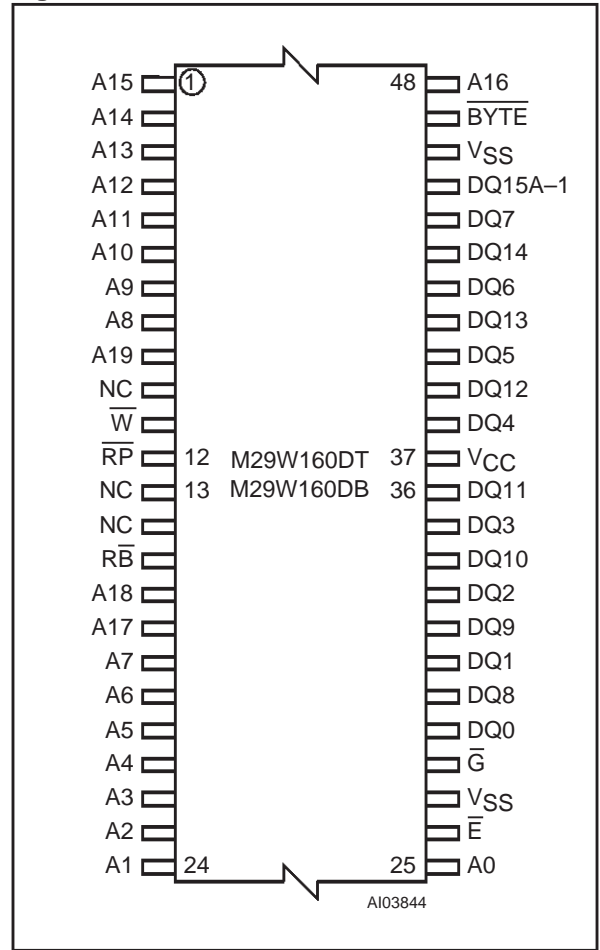 A15 1 48 A16
A14 B̅Y̅T̅E̅
A13 VSS
A12 DQ15A–1
A11 DQ7
A10 DQ14
A9 DQ6
A8 DQ13
A19 DQ5
NC DQ12
W̅ DQ4
R̅P̅ 12 M29W160DT 37 VCC
NC 13 M29W160DB 36 DQ11
NC DQ3
RB̅ DQ10
A18 DQ2
A17 DQ9
A7 DQ1
A6 DQ8
A5 DQ0
A4 G̅
A3 VSS
A2 E̅
A1 24 25 A0
AI03844